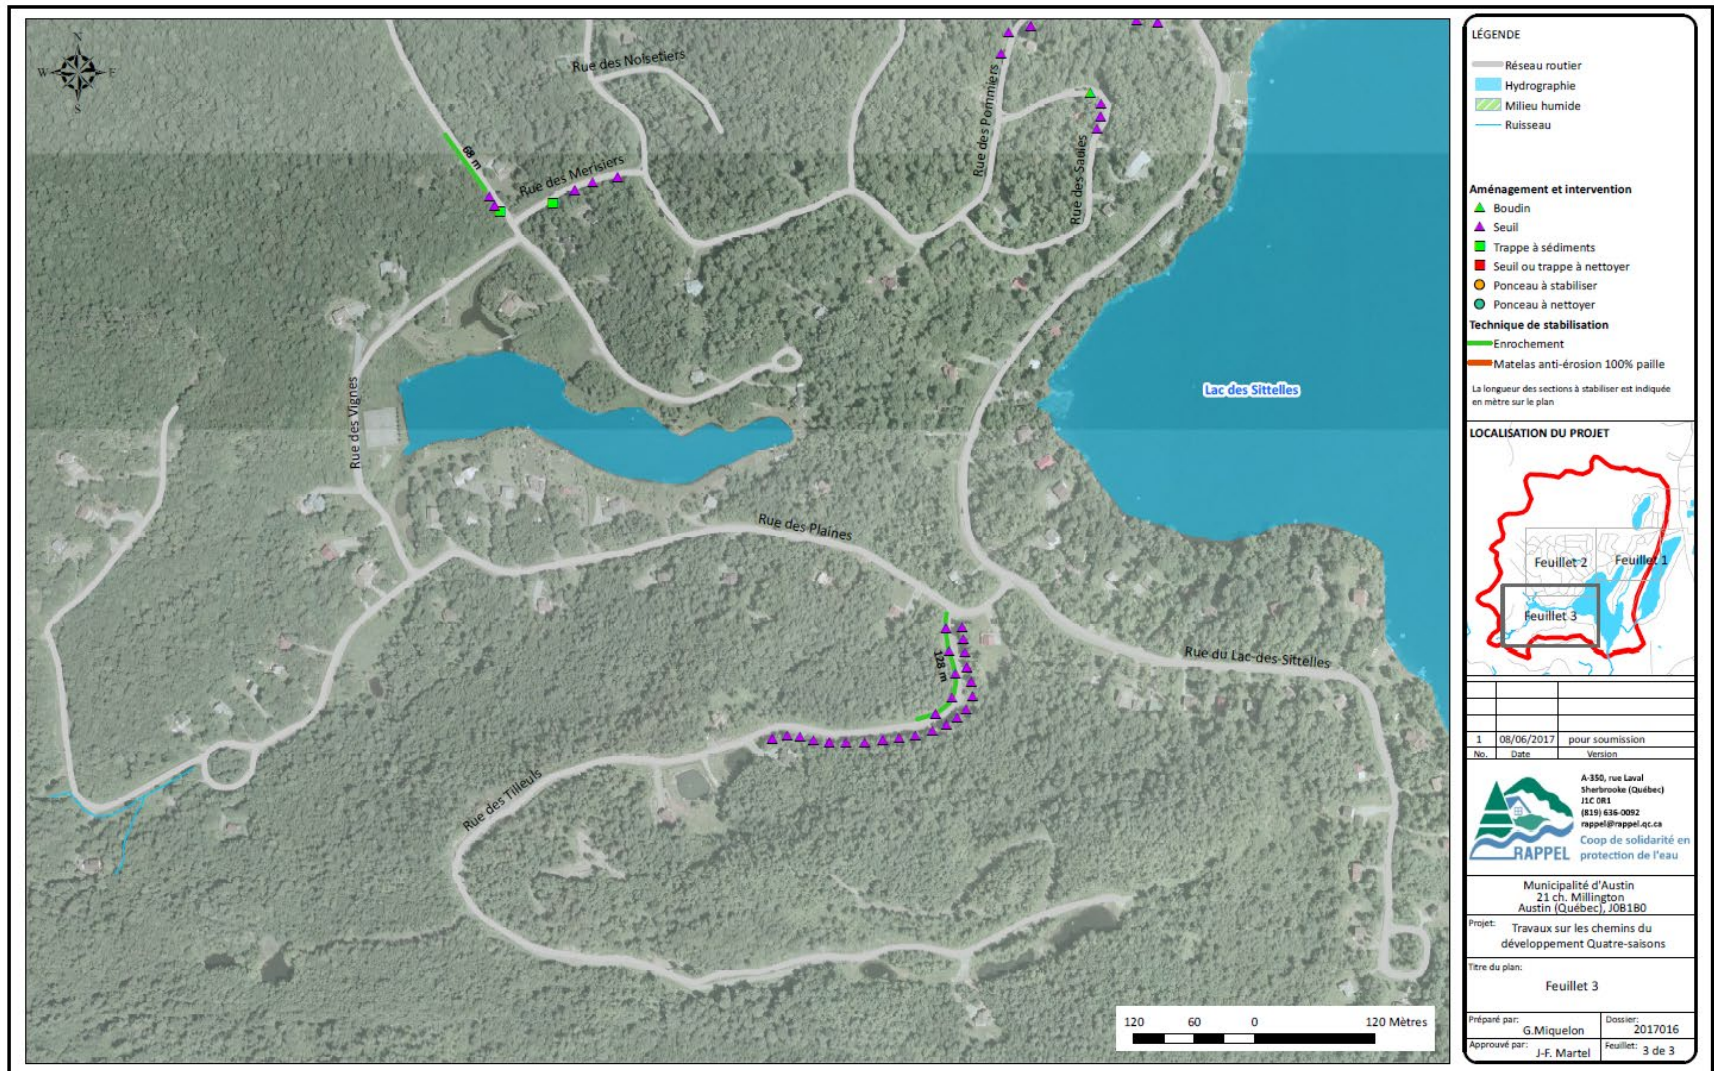 N
W
E
S
Rue des Noisetiers
68 m
Rue des Merisiers
Rue des Pommiers
Rue des Saules
Rue des Vignes
Lac des Sittelles
Rue des Plaines
128 m
Rue du Lac-des-Sittelles
Rue des Tilleuls
120 60 0 120 Mètres
LÉGENDE
Réseau routier
Hydrographie
Milieu humide
Ruisseau
Aménagement et intervention
Boudin
Seuil
Trappe à sédiments
Seuil ou trappe à nettoyer
Ponceau à stabiliser
Ponceau à nettoyer
Technique de stabilisation
Enrochement
Matelas anti-érosion 100% paille
La longueur des sections à stabiliser est indiquée
en mètre sur le plan
LOCALISATION DU PROJET
Feuillet 2
Feuillet 1
Feuillet 3
1 08/06/2017 pour soumission
No. Date Version
A-350, rue Laval
Sherbrooke (Québec)
J1C 0R1
(819) 636-0092
rappel@rappel.qc.ca
RAPPEL
Coop de solidarité en
protection de l'eau
Municipalité d'Austin
21 ch. Millington
Austin (Québec), J0B1B0
Projet: Travaux sur les chemins du
développement Quatre-saisons
Titre du plan:
Feuillet 3
Préparé par: G.Miquelon
Dossier: 2017016
Approuvé par: J-F. Martel
Feuillet: 3 de 3